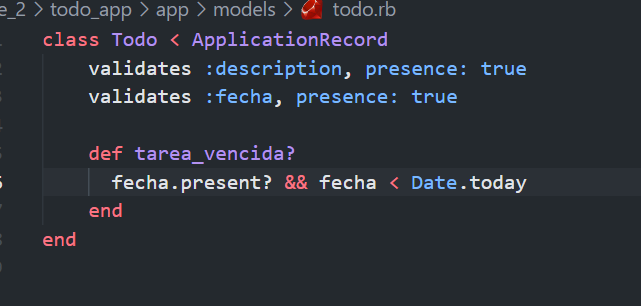 e_2 > todo_app > app > models > todo.rb
class Todo < ApplicationRecord
validates :description, presence: true
validates :fecha, presence: true
def tarea_vencida?
fecha.present? && fecha < Date.today
end
end